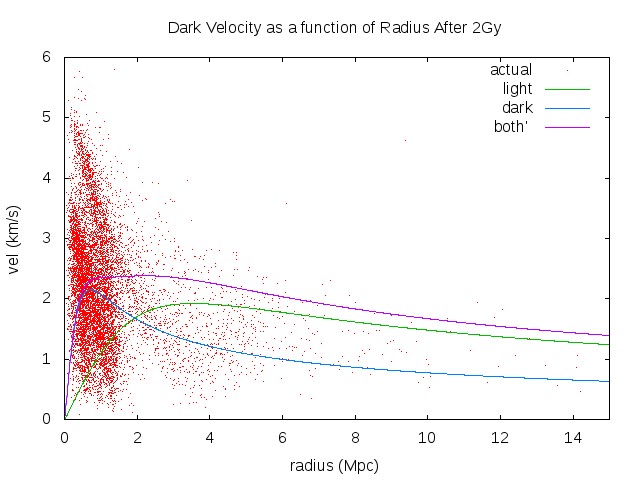 Dark Velocity as a function of Radius After 2Gy
actual
light
dark
both'
6
5
4
3
2
1
0
vel (km/s)
0 2 4 6 8 10 12 14
radius (Mpc)